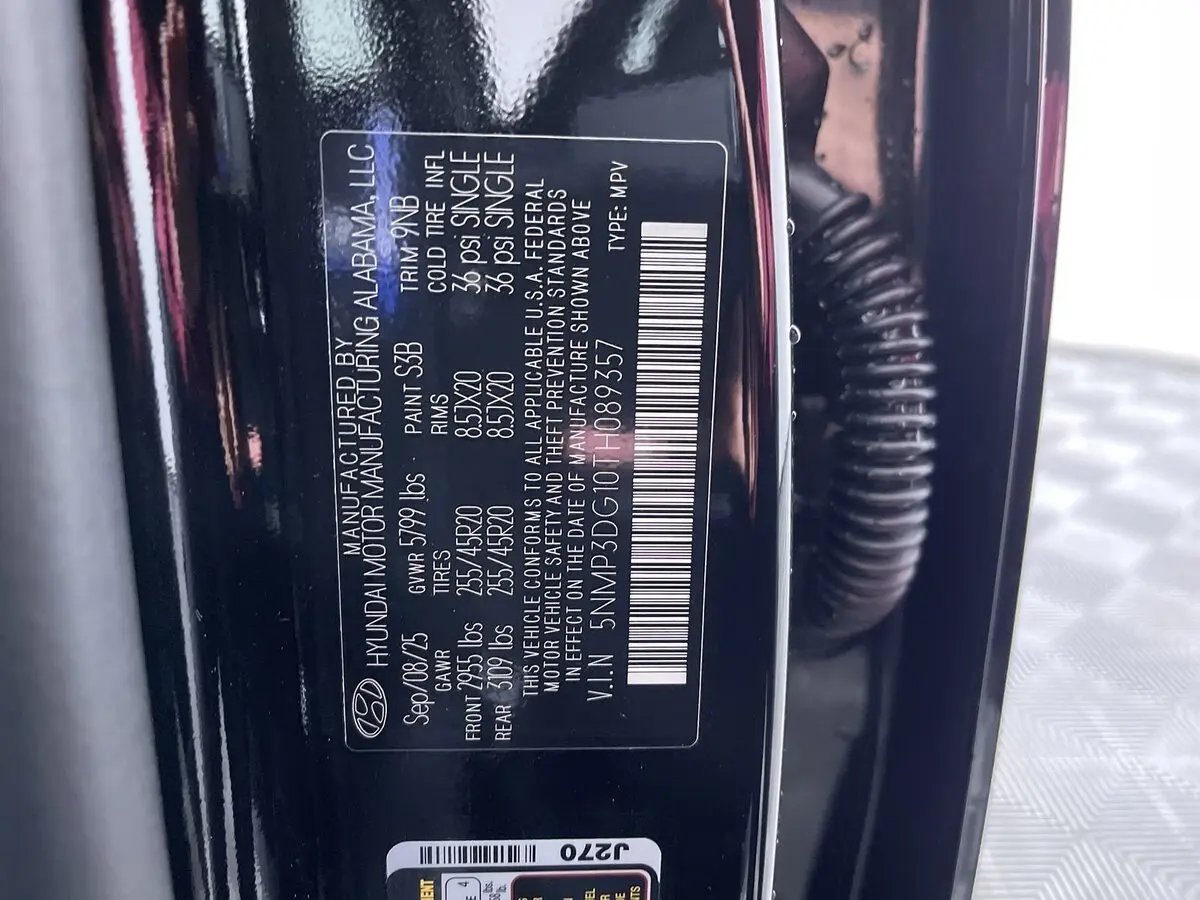 MANUFACTURED BY
HYUNDAI MOTOR MANUFACTURING ALABAMA, LLC
Sep/08/25 GVWR 5799 lbs PAINT S3B TRIM 9NB
GAWR TIRES RIMS COLD TIRE INFL
FRONT 2955 lbs 255/45R20 8.5JX20 36 psi SINGLE
REAR 3109 lbs 255/45R20 8.5JX20 36 psi SINGLE
THIS VEHICLE CONFORMS TO ALL APPLICABLE U.S.A. FEDERAL
MOTOR VEHICLE SAFETY AND THEFT PREVENTION STANDARDS
IN EFFECT ON THE DATE OF MANUFACTURE SHOWN ABOVE
V.I.N 5NMP3DG10TH089357 TYPE: MPV
J270
4
lbs.
lb.